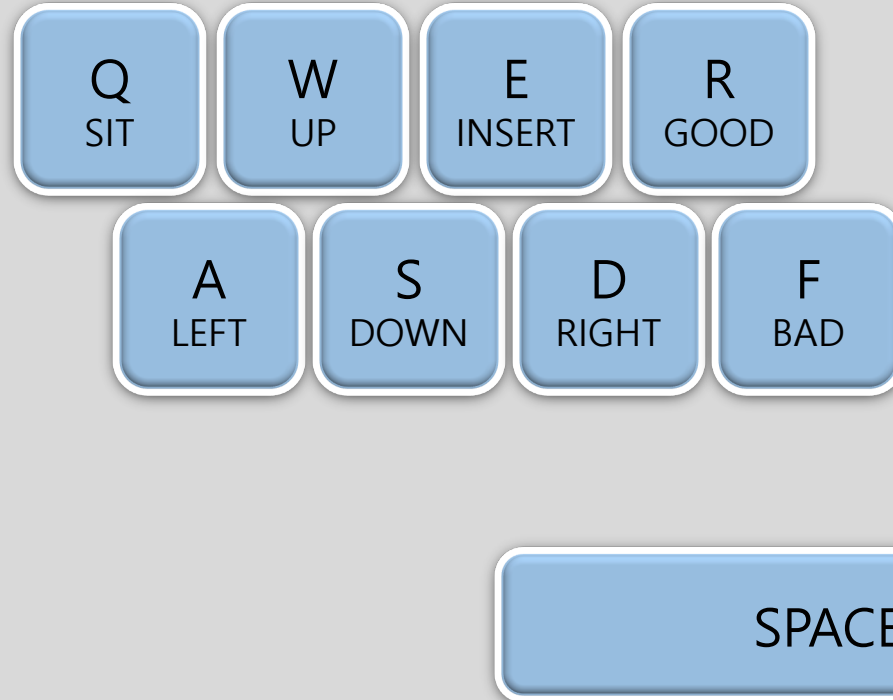 Q W E R
SIT UP INSERT GOOD
A S D F
LEFT DOWN RIGHT BAD
SPACE